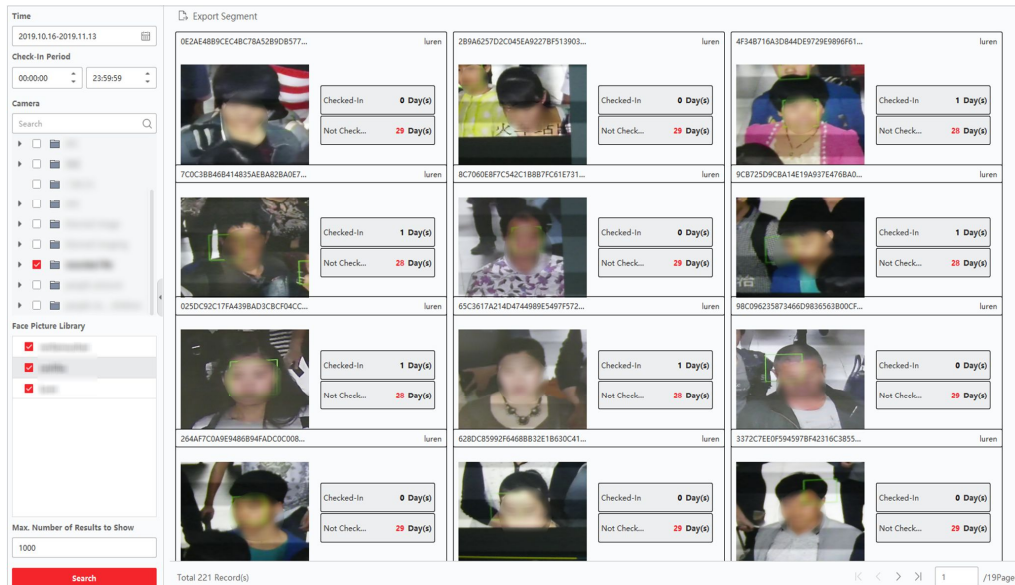 Time
2019.10.16-2019.11.13
Check-In Period
00:00:00 23:59:59
Camera
Search
Face Picture Library
Max. Number of Results to Show
1000
Search
Export Segment
0E2AE48B9CEC4BC78A52B9DB577... luren
Checked-In 0 Day(s)
Not Check... 29 Day(s)
2B9A6257D2C045EA9227BF513903... luren
Checked-In 0 Day(s)
Not Check... 29 Day(s)
4F34B716A3D844DE9729E9896F61... luren
Checked-In 1 Day(s)
Not Check... 28 Day(s)
7C0C3BB46B414835AEBA82BA0E7... luren
Checked-In 1 Day(s)
Not Check... 28 Day(s)
8C7060E8F7C542C1B8B7FC61E731... luren
Checked-In 0 Day(s)
Not Check... 29 Day(s)
9CB725D9CBA14E19A937E476BA0... luren
Checked-In 1 Day(s)
Not Check... 28 Day(s)
025DC92C17FA439BAD3CBCF04CC... luren
Checked-In 1 Day(s)
Not Check... 28 Day(s)
65C3617A214D4744989E5497F572... luren
Checked-In 1 Day(s)
Not Check... 28 Day(s)
98C096235873466D9836563B00CF... luren
Checked-In 0 Day(s)
Not Check... 29 Day(s)
264AF7C0A9E9486B94FADC0C008... luren
Checked-In 0 Day(s)
Not Check... 29 Day(s)
628DC85992F6468BB32E1B630C41... luren
Checked-In 0 Day(s)
Not Check... 29 Day(s)
3372C7EE0F594597BF42316C3855... luren
Checked-In 0 Day(s)
Not Check... 29 Day(s)
Total 221 Record(s)
1 /19Page